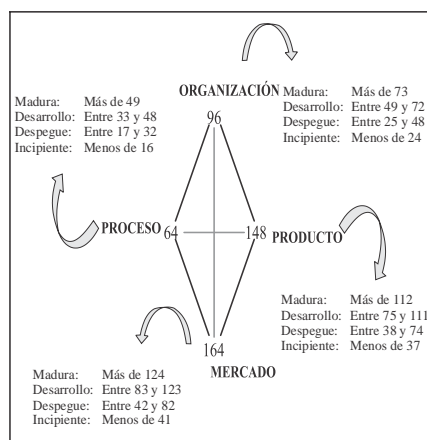 ORGANIZACIÓN
96
Madura: Más de 73
Desarrollo: Entre 49 y 72
Despegue: Entre 25 y 48
Incipiente: Menos de 24
Madura: Más de 49
Desarrollo: Entre 33 y 48
Despegue: Entre 17 y 32
Incipiente: Menos de 16
PROCESO
64
148
PRODUCTO
Madura: Más de 112
Desarrollo: Entre 75 y 111
Despegue: Entre 38 y 74
Incipiente: Menos de 37
164
MERCADO
Madura: Más de 124
Desarrollo: Entre 83 y 123
Despegue: Entre 42 y 82
Incipiente: Menos de 41